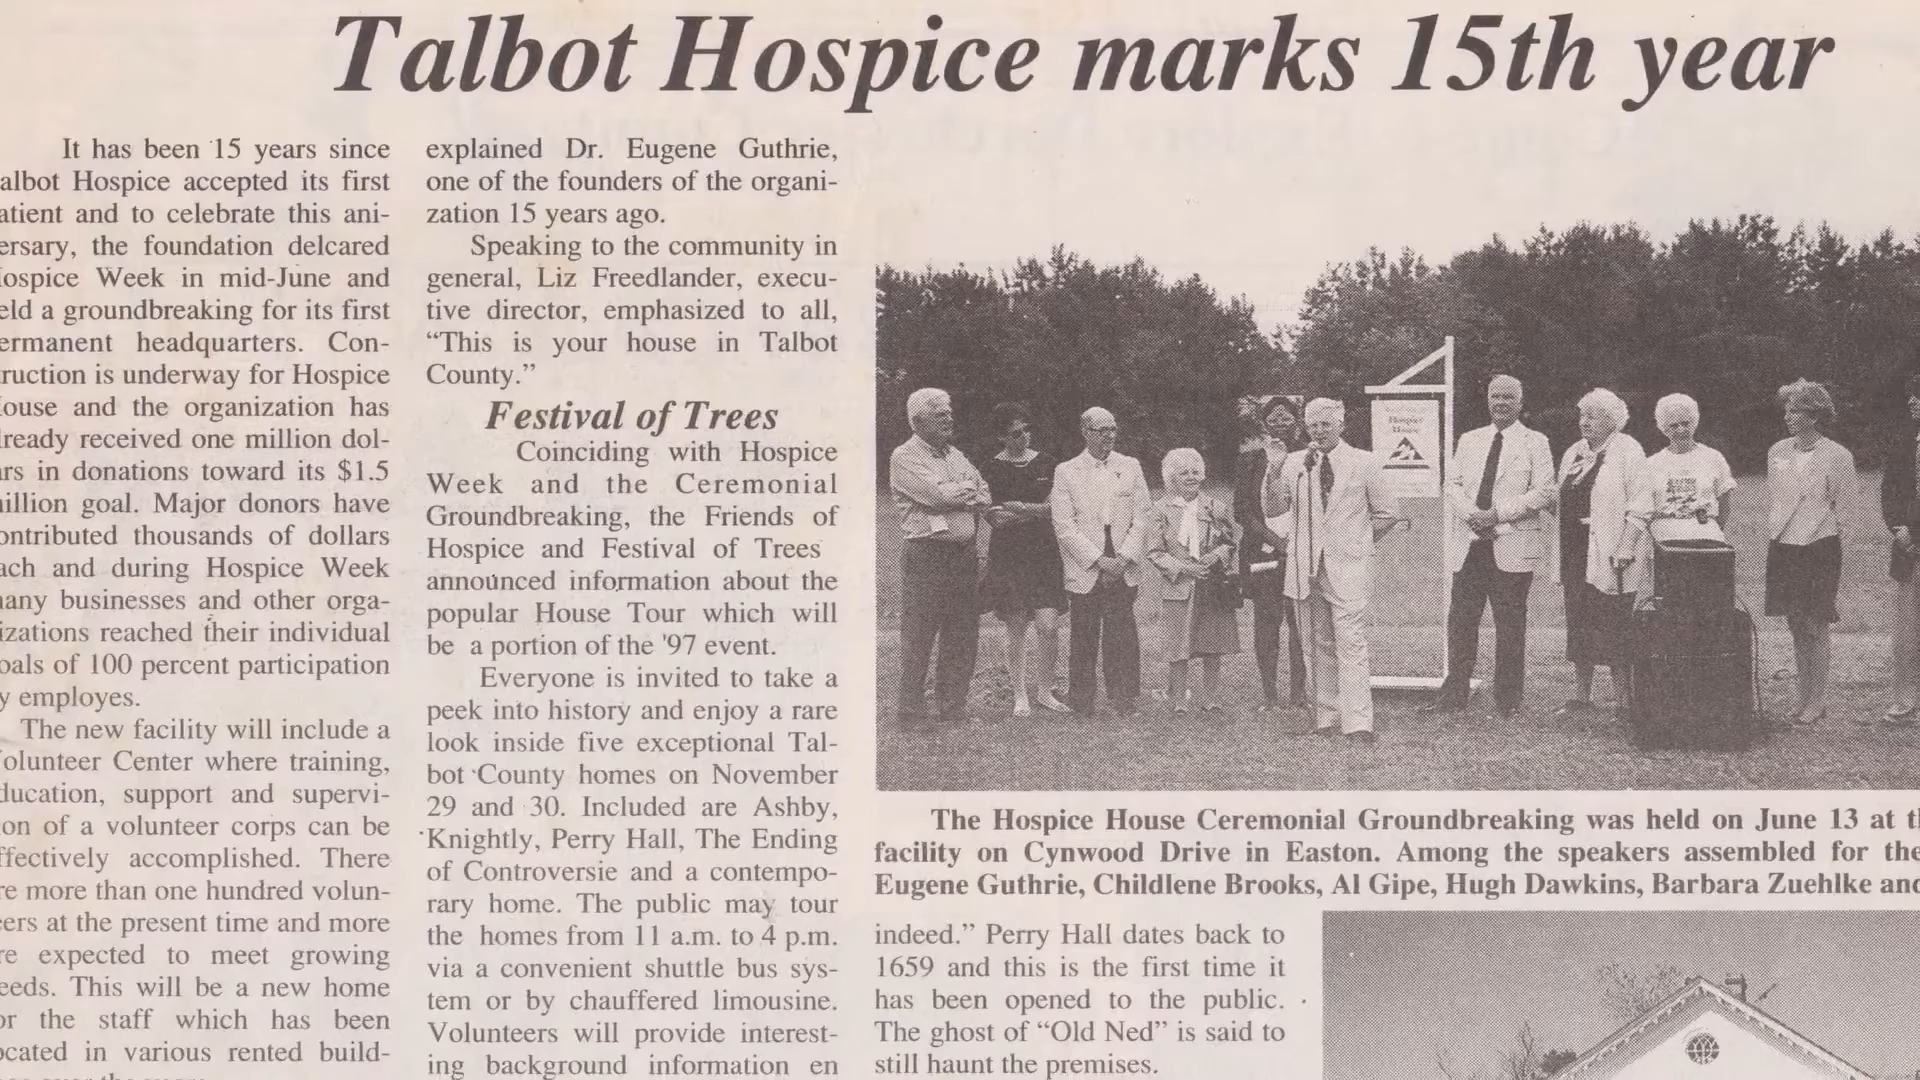 Talbot Hospice marks 15th year
It has been 15 years since
albot Hospice accepted its first
atient and to celebrate this ani-
ersary, the foundation delcared
ospice Week in mid-June and
eld a groundbreaking for its first
ermanent headquarters. Con-
ruction is underway for Hospice
ouse and the organization has
lready received one million dol-
ars in donations toward its $1.5
illion goal. Major donors have
ontributed thousands of dollars
ach and during Hospice Week
any businesses and other orga-
izations reached their individual
oals of 100 percent participation
y employes.
The new facility will include a
olunteer Center where training,
ducation, support and supervi-
on of a volunteer corps can be
ffectively accomplished. There
re more than one hundred volun-
eers at the present time and more
re expected to meet growing
eeds. This will be a new home
or the staff which has been
ocated in various rented build-
explained Dr. Eugene Guthrie,
one of the founders of the organi-
zation 15 years ago.
Speaking to the community in
general, Liz Freedlander, execu-
tive director, emphasized to all,
“This is your house in Talbot
County.”
Festival of Trees
Coinciding with Hospice
Week and the Ceremonial
Groundbreaking, the Friends of
Hospice and Festival of Trees
announced information about the
popular House Tour which will
be a portion of the '97 event.
Everyone is invited to take a
peek into history and enjoy a rare
look inside five exceptional Tal-
bot County homes on November
29 and 30. Included are Ashby,
Knightly, Perry Hall, The Ending
of Controversie and a contempo-
rary home. The public may tour
the homes from 11 a.m. to 4 p.m.
via a convenient shuttle bus sys-
tem or by chauffered limousine.
Volunteers will provide interest-
ing background information en
Hospice
House
The Hospice House Ceremonial Groundbreaking was held on June 13 at t
facility on Cynwood Drive in Easton. Among the speakers assembled for the
Eugene Guthrie, Childlene Brooks, Al Gipe, Hugh Dawkins, Barbara Zuehlke and
indeed.” Perry Hall dates back to
1659 and this is the first time it
has been opened to the public.
The ghost of “Old Ned” is said to
still haunt the premises.